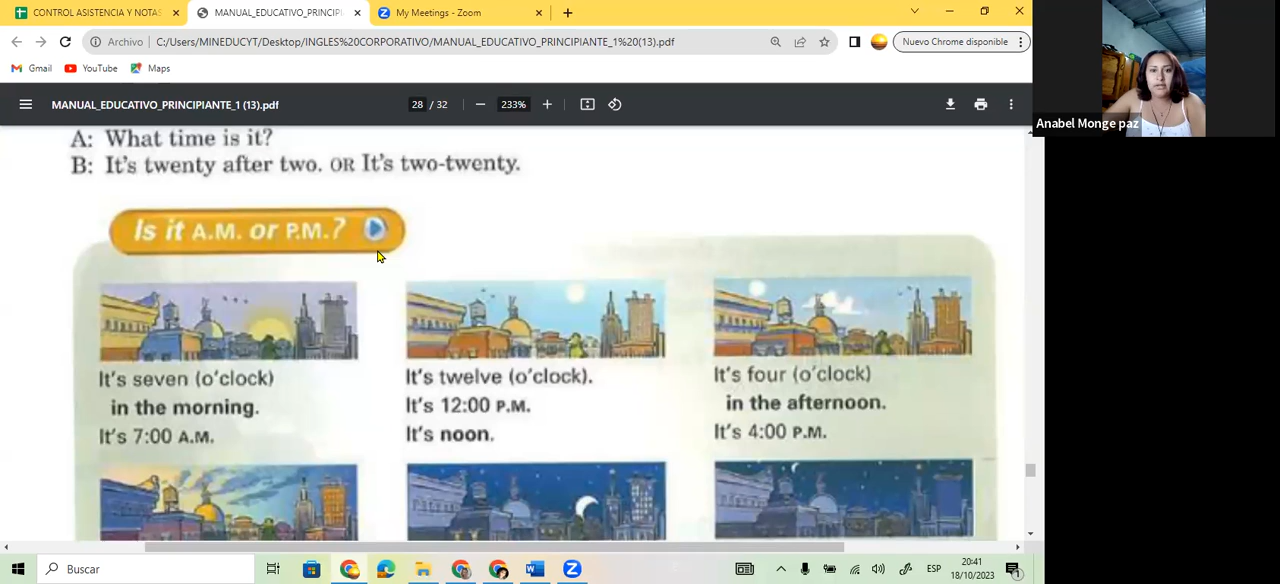 CONTROL ASISTENCIA Y NOTAS
MANUAL_EDUCATIVO_PRINCIPI
My Meetings - Zoom
Archivo
C:/Users/MINEDUCYT/Desktop/INGLES%20CORPORATIVO/MANUAL_EDUCATIVO_PRINCIPIANTE_1%20(13).pdf
Nuevo Chrome disponible
Gmail
YouTube
Maps
MANUAL_EDUCATIVO_PRINCIPIANTE_1 (13).pdf
28 / 32
233%
Anabel Monge paz
A: What time is it?
B: It's twenty after two. OR It's two-twenty.
Is it A.M. or P.M.?
It's seven (o'clock)
in the morning.
It's 7:00 A.M.
It's twelve (o'clock).
It's 12:00 P.M.
It's noon.
It's four (o'clock)
in the afternoon.
It's 4:00 P.M.
Buscar
ESP
20:41
18/10/2023